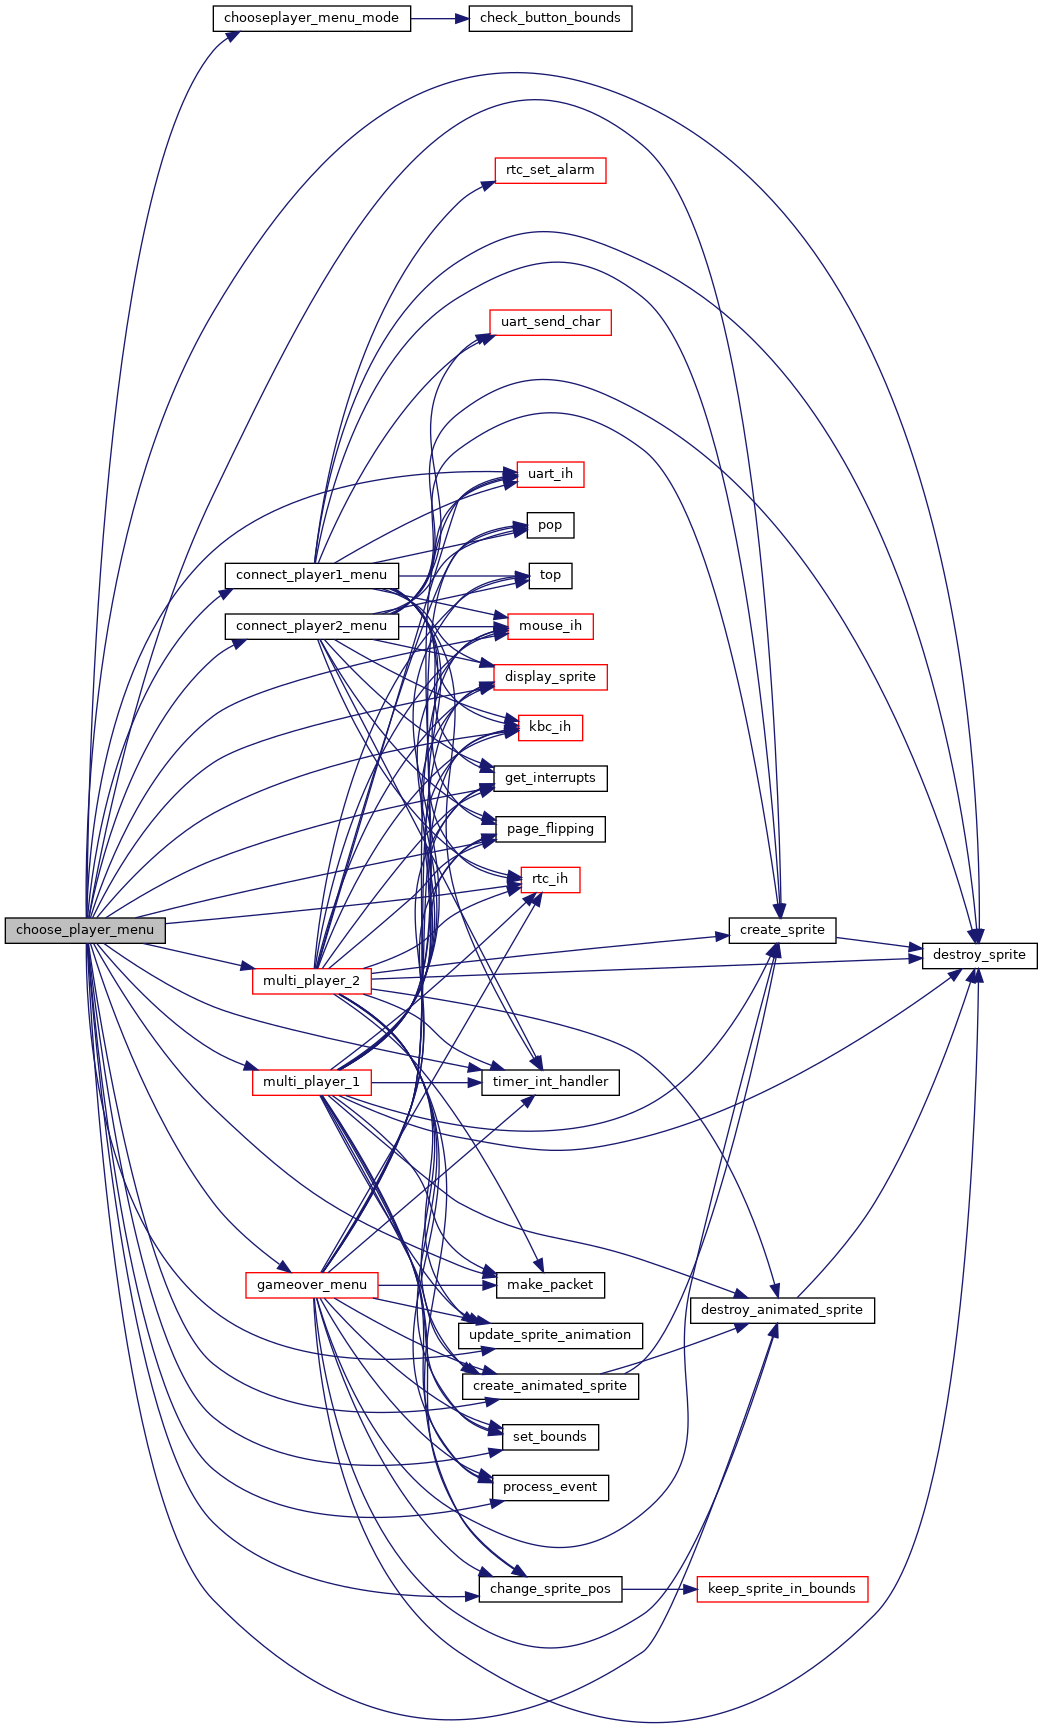 chooseplayer_menu_mode
check_button_bounds
rtc_set_alarm
uart_send_char
uart_ih
pop
connect_player1_menu
top
connect_player2_menu
mouse_ih
display_sprite
kbc_ih
get_interrupts
page_flipping
rtc_ih
choose_player_menu
create_sprite
destroy_sprite
multi_player_2
multi_player_1
timer_int_handler
gameover_menu
make_packet
destroy_animated_sprite
update_sprite_animation
create_animated_sprite
set_bounds
process_event
change_sprite_pos
keep_sprite_in_bounds